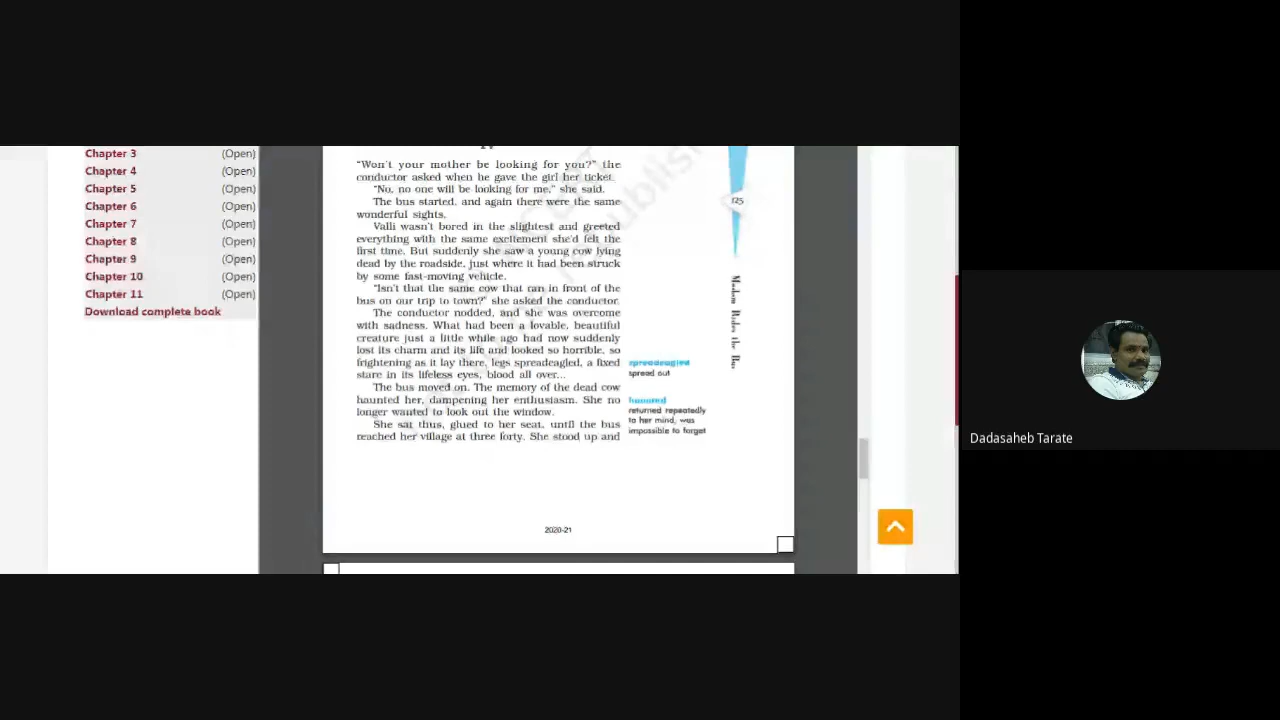 Chapter 3 (Open)
Chapter 4 (Open)
Chapter 5 (Open)
Chapter 6 (Open)
Chapter 7 (Open)
Chapter 8 (Open)
Chapter 9 (Open)
Chapter 10 (Open)
Chapter 11 (Open)
Download complete book
“Won’t your mother be looking for you?” the
conductor asked when he gave the girl her ticket.
“No, no one will be looking for me,” she said.
The bus started, and again there were the same
wonderful sights.
Valli wasn’t bored in the slightest and greeted
everything with the same excitement she’d felt the
first time. But suddenly she saw a young cow lying
dead by the roadside, just where it had been struck
by some fast-moving vehicle.
“Isn’t that the same cow that ran in front of the
bus on our trip to town?” she asked the conductor.
The conductor nodded, and she was overcome
with sadness. What had been a lovable, beautiful
creature just a little while ago had now suddenly
lost its charm and its life and looked so horrible, so
frightening as it lay there, legs spreadeagled, a fixed
stare in its lifeless eyes, blood all over...
The bus moved on. The memory of the dead cow
haunted her, dampening her enthusiasm. She no
longer wanted to look out the window.
She sat thus, glued to her seat, until the bus
reached her village at three forty. She stood up and
spreadeagled
spread out
haunted
returned repeatedly
to her mind, was
impossible to forget
125
Madam Rides the Bus
2020-21
Dadasaheb Tarate